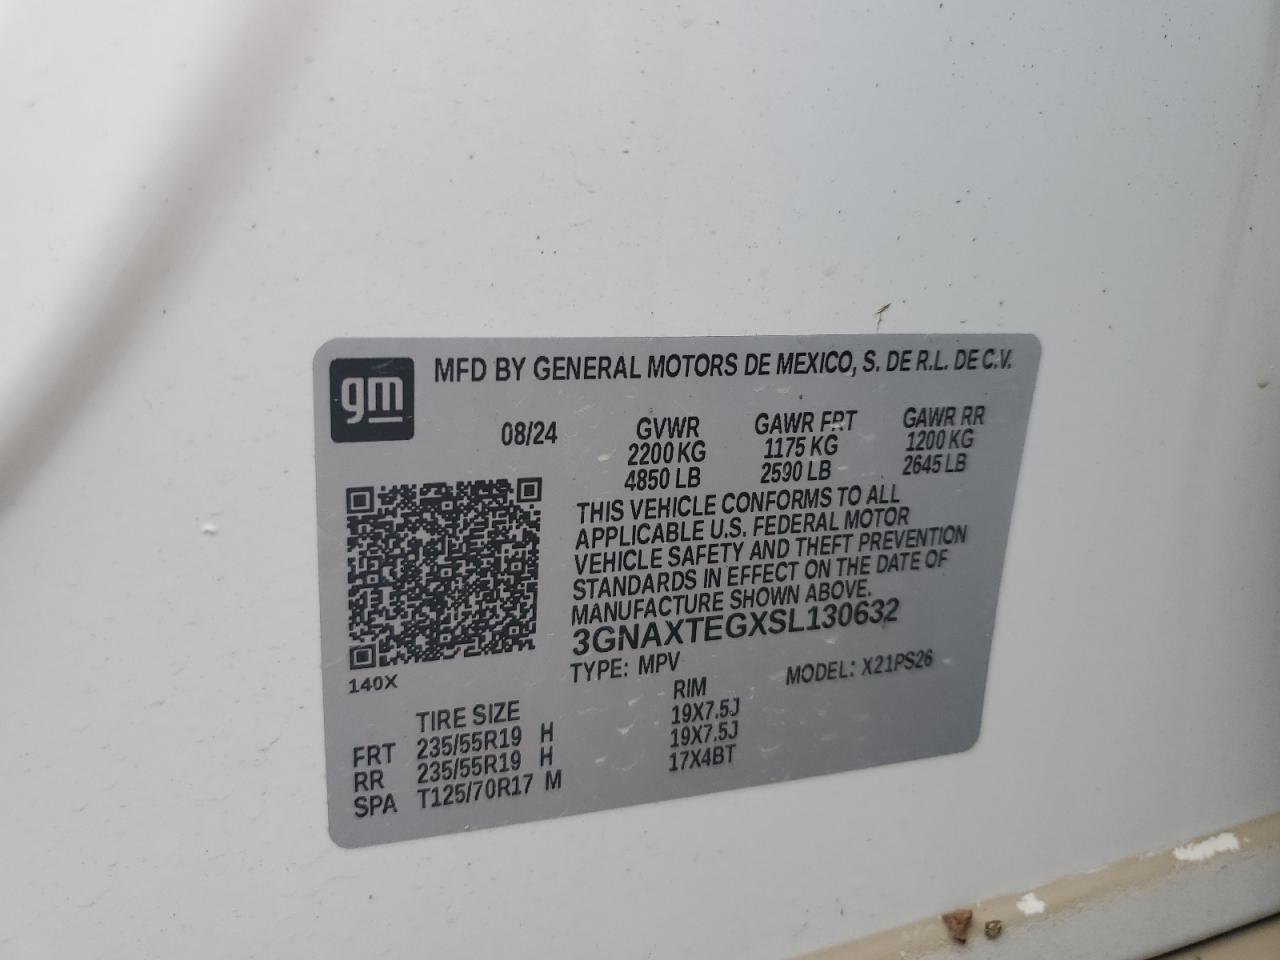 gm
MFD BY GENERAL MOTORS DE MEXICO, S. DE R.L. DE C.V.
08/24 GVWR GAWR FRT GAWR RR
2200 KG 1175 KG 1200 KG
4850 LB 2590 LB 2645 LB
THIS VEHICLE CONFORMS TO ALL
APPLICABLE U.S. FEDERAL MOTOR
VEHICLE SAFETY AND THEFT PREVENTION
STANDARDS IN EFFECT ON THE DATE OF
MANUFACTURE SHOWN ABOVE.
3GNAXTEGXSL130632
TYPE: MPV MODEL: X21PS26
140X
TIRE SIZE RIM
FRT 235/55R19 H 19X7.5J
RR 235/55R19 H 19X7.5J
SPA T125/70R17 M 17X4BT